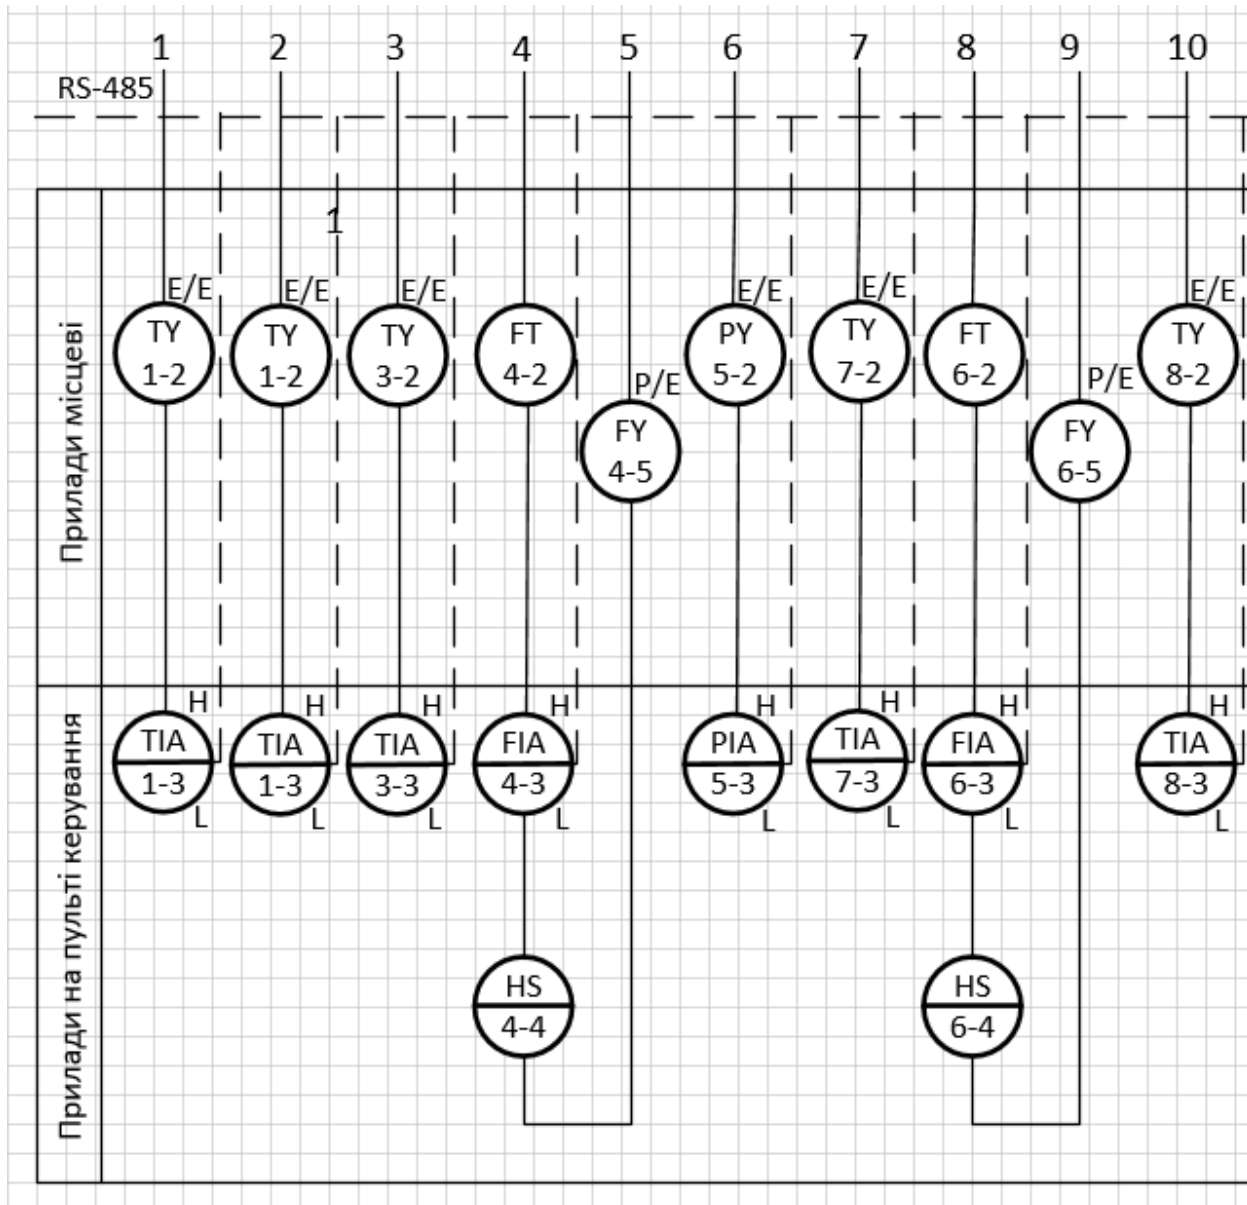 1 2 3 4 5 6 7 8 9 10
RS-485
1
E/E E/E E/E E/E E/E E/E
TY TY TY FT PY TY FT TY
1-2 1-2 3-2 4-2 5-2 7-2 6-2 8-2
P/E P/E
FY FY
4-5 6-5
Прилади місцеві
H H H H H H H H
TIA TIA TIA FIA PIA TIA FIA TIA
1-3 1-3 3-3 4-3 5-3 7-3 6-3 8-3
L L L L L L L L
HS HS
4-4 6-4
Прилади на пульті керування